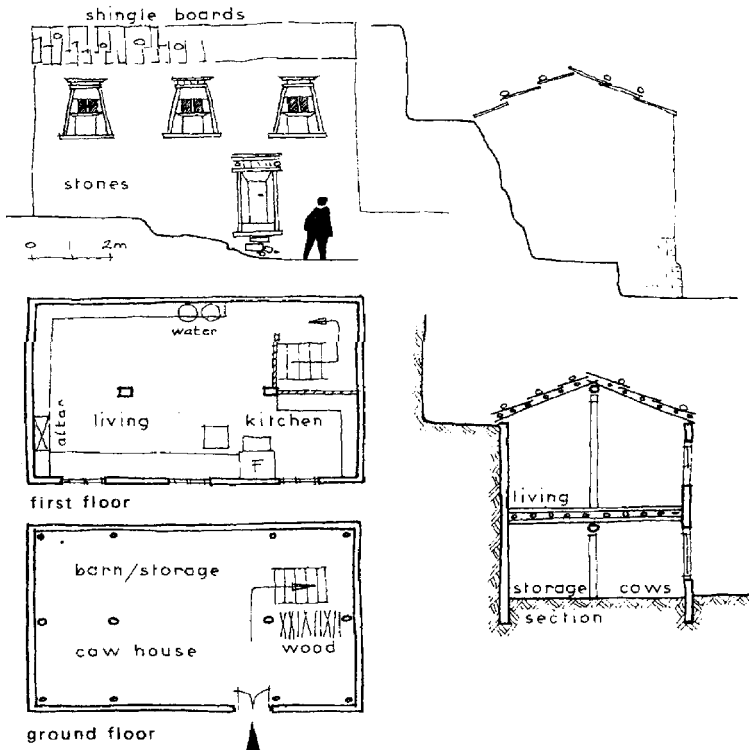 shingle boards
stones
0 1 2m
water
altar
living
kitchen
F
first floor
barn/storage
cow house
wood
ground floor
living
storage cows
section